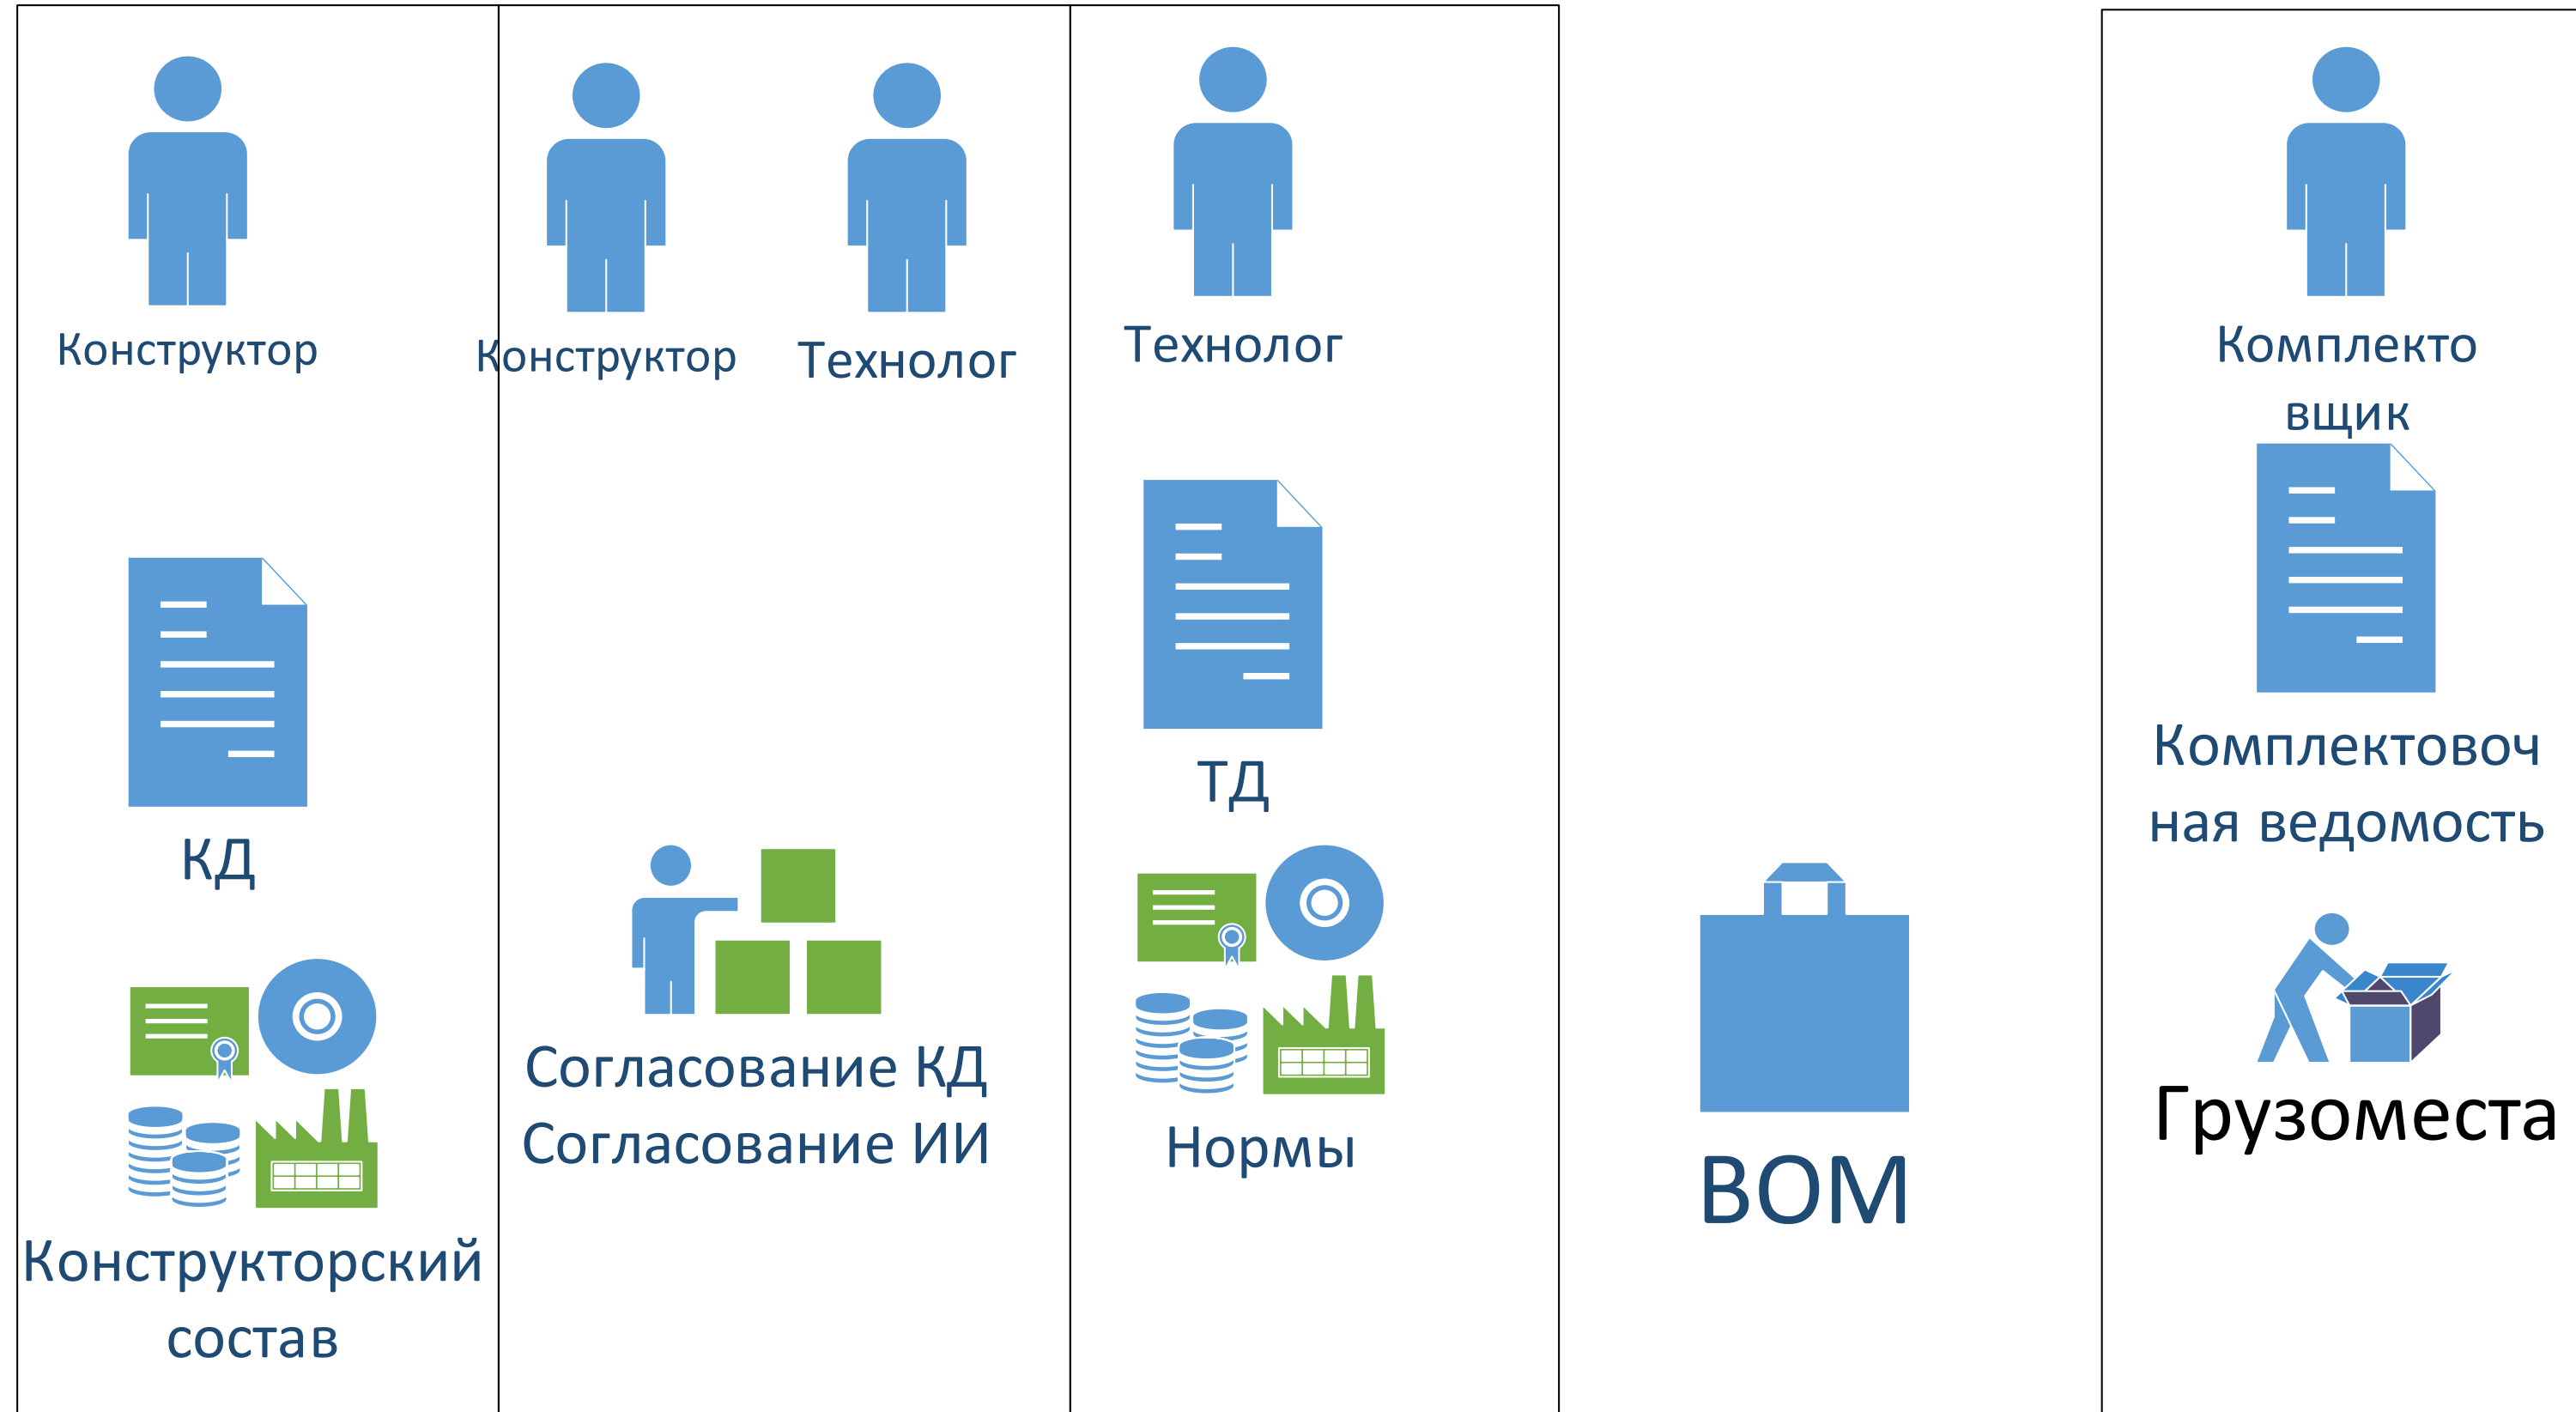 Конструктор
КД
Конструкторский
состав
Конструктор
Технолог
Согласование КД
Согласование ИИ
Технолог
ТД
Нормы
BOM
Комплекто
вщик
Комплектовоч
ная ведомость
Грузоместа